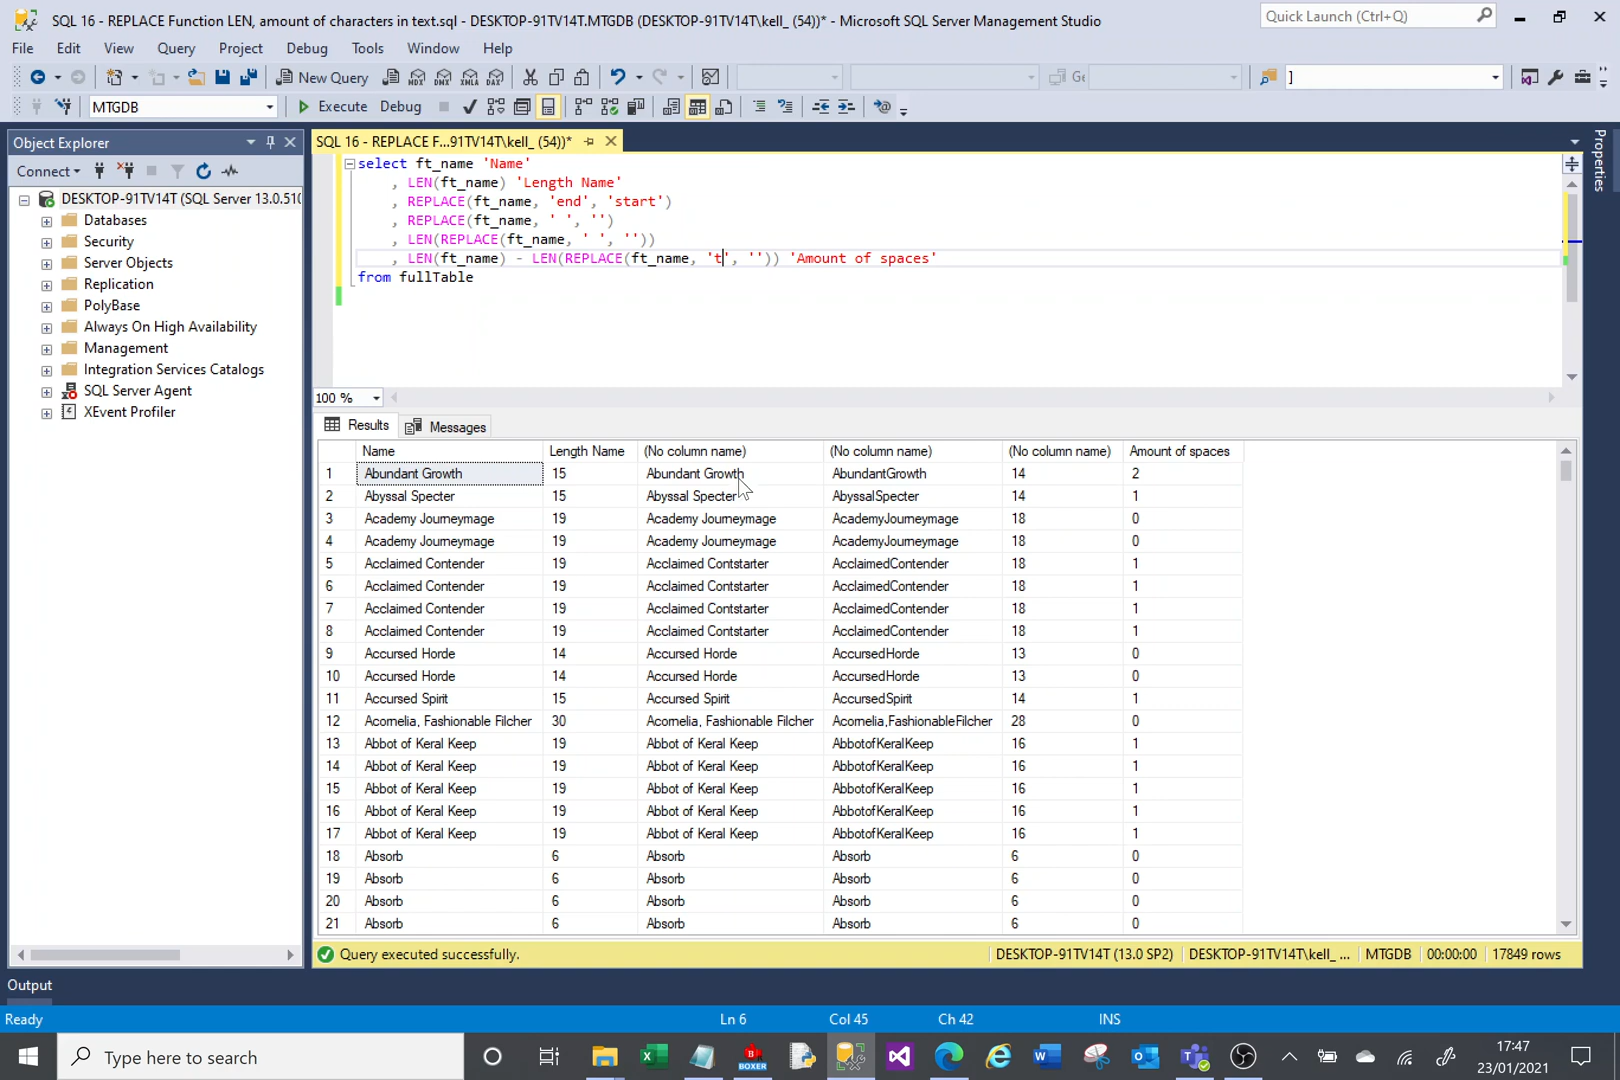 SQL 16 - REPLACE Function LEN, amount of characters in text.sql - DESKTOP-91TV14T.MTGDB (DESKTOP-91TV14T\kell_ (54))* - Microsoft SQL Server Management Studio
Quick Launch (Ctrl+Q)
File Edit View Query Project Debug Tools Window Help
New Query MDX DMX XMLA DAX Ge ]
MTGDB Execute Debug
Object Explorer
SQL 16 - REPLACE F...91TV14T\kell_ (54))*
Properties
Connect
DESKTOP-91TV14T (SQL Server 13.0.510
Databases
Security
Server Objects
Replication
PolyBase
Always On High Availability
Management
Integration Services Catalogs
SQL Server Agent
XEvent Profiler
select ft_name 'Name'
, LEN(ft_name) 'Length Name'
, REPLACE(ft_name, 'end', 'start')
, REPLACE(ft_name, ' ', '')
, LEN(REPLACE(ft_name, ' ', ''))
, LEN(ft_name) - LEN(REPLACE(ft_name, 't', '')) 'Amount of spaces'
from fullTable
100 %
Results Messages
Name Length Name (No column name) (No column name) (No column name) Amount of spaces
1 Abundant Growth 15 Abundant Growth AbundantGrowth 14 2
2 Abyssal Specter 15 Abyssal Specter AbyssalSpecter 14 1
3 Academy Journeymage 19 Academy Journeymage AcademyJourneymage 18 0
4 Academy Journeymage 19 Academy Journeymage AcademyJourneymage 18 0
5 Acclaimed Contender 19 Acclaimed Contstarter AcclaimedContender 18 1
6 Acclaimed Contender 19 Acclaimed Contstarter AcclaimedContender 18 1
7 Acclaimed Contender 19 Acclaimed Contstarter AcclaimedContender 18 1
8 Acclaimed Contender 19 Acclaimed Contstarter AcclaimedContender 18 1
9 Accursed Horde 14 Accursed Horde AccursedHorde 13 0
10 Accursed Horde 14 Accursed Horde AccursedHorde 13 0
11 Accursed Spirit 15 Accursed Spirit AccursedSpirit 14 1
12 Acornelia, Fashionable Filcher 30 Acornelia, Fashionable Filcher Acornelia,FashionableFilcher 28 0
13 Abbot of Keral Keep 19 Abbot of Keral Keep AbbotofKeralKeep 16 1
14 Abbot of Keral Keep 19 Abbot of Keral Keep AbbotofKeralKeep 16 1
15 Abbot of Keral Keep 19 Abbot of Keral Keep AbbotofKeralKeep 16 1
16 Abbot of Keral Keep 19 Abbot of Keral Keep AbbotofKeralKeep 16 1
17 Abbot of Keral Keep 19 Abbot of Keral Keep AbbotofKeralKeep 16 1
18 Absorb 6 Absorb Absorb 6 0
19 Absorb 6 Absorb Absorb 6 0
20 Absorb 6 Absorb Absorb 6 0
21 Absorb 6 Absorb Absorb 6 0
Query executed successfully. DESKTOP-91TV14T (13.0 SP2) DESKTOP-91TV14T\kell_ ... MTGDB 00:00:00 17849 rows
Output
Ready Ln 6 Col 45 Ch 42 INS
Type here to search
BOXER
17:47
23/01/2021